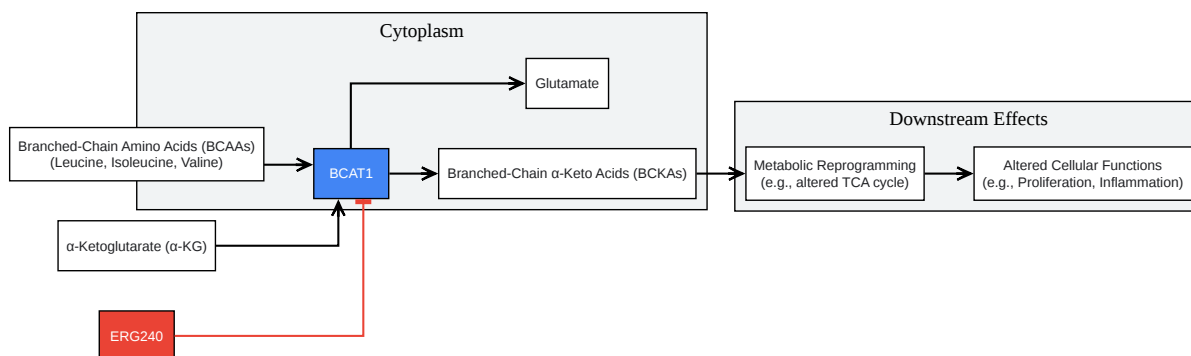 Cytoplasm
Glutamate
Downstream Effects
Branched-Chain Amino Acids (BCAAs)
(Leucine, Isoleucine, Valine)
BCAT1
Branched-Chain α-Keto Acids (BCKAs)
Metabolic Reprogramming
(e.g., altered TCA cycle)
Altered Cellular Functions
(e.g., Proliferation, Inflammation)
α-Ketoglutarate (α-KG)
ERG240